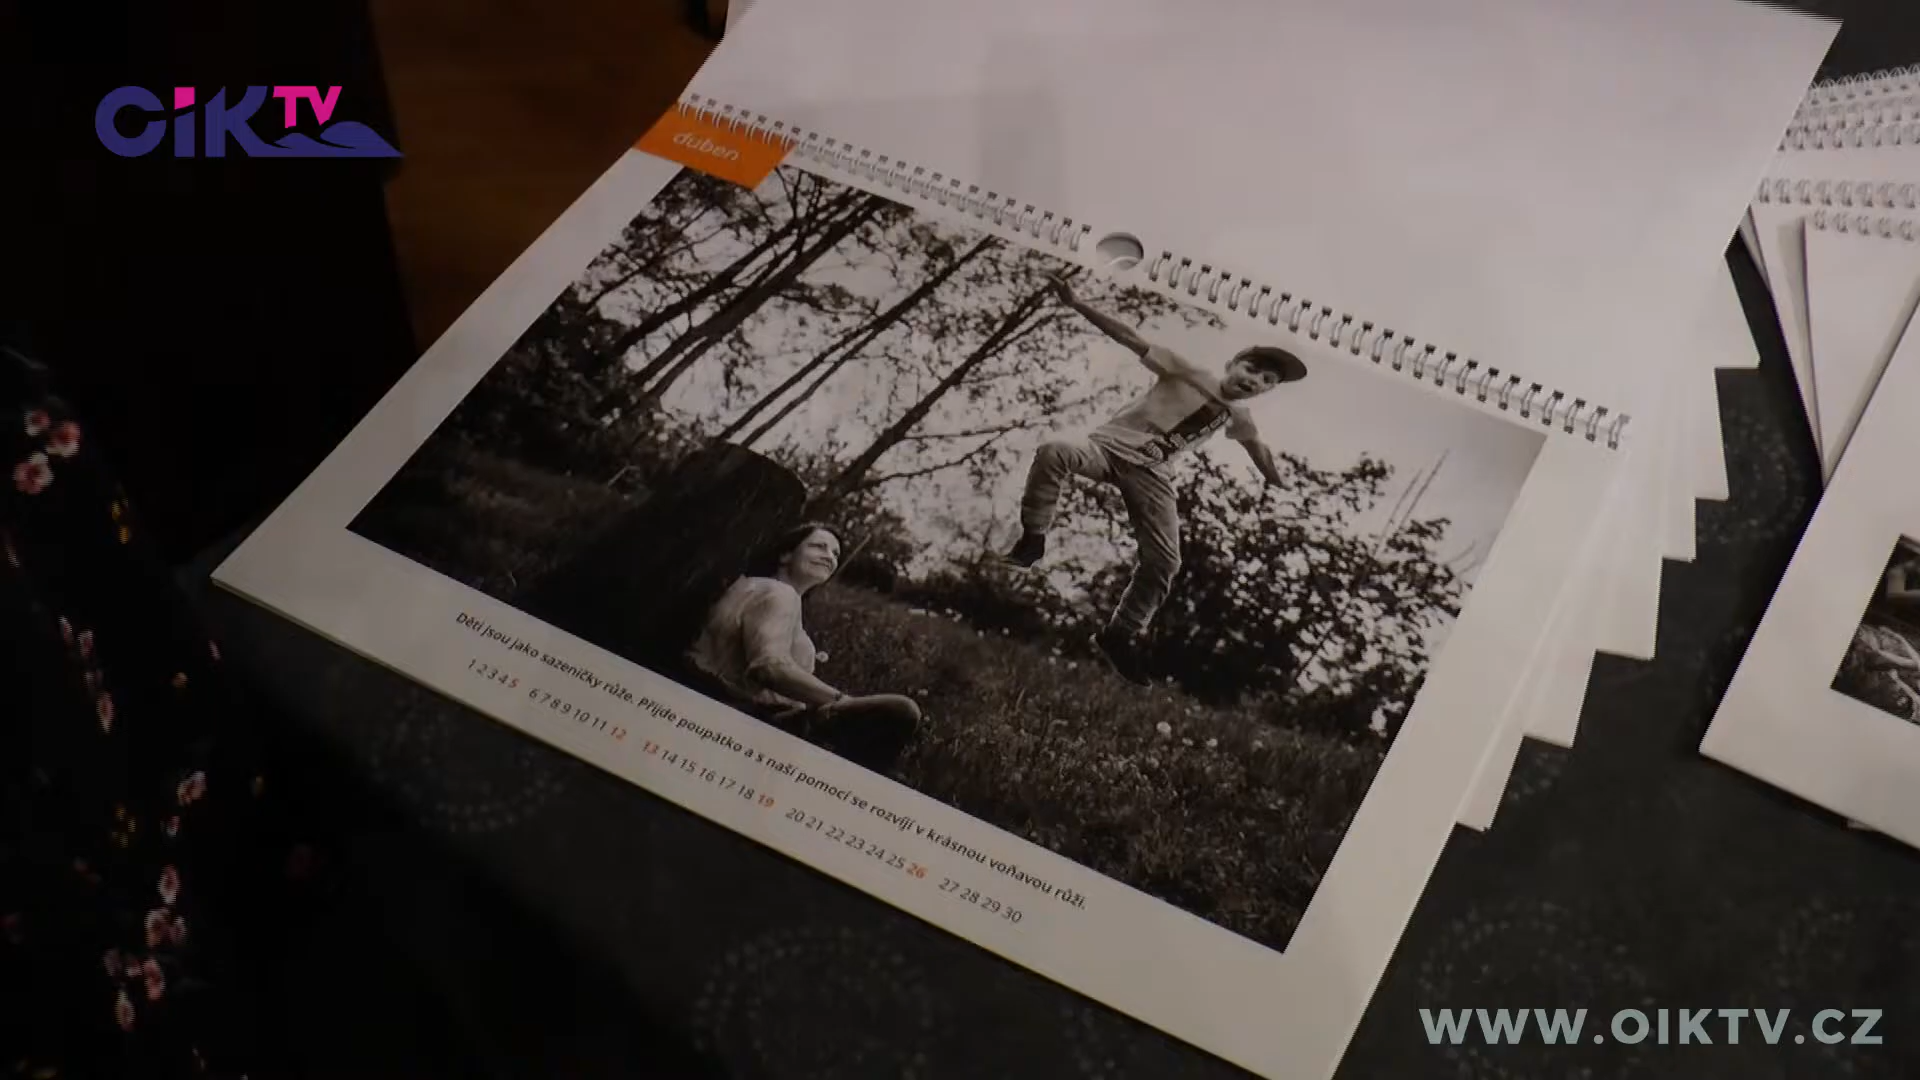 OIK TV
duben
Děti jsou jako sazeničky růže. Přijde poupátko a s naší pomocí se rozvíjí v krásnou voňavou růži.
1 2 3 4 5 6 7 8 9 10 11 12 13 14 15 16 17 18 19 20 21 22 23 24 25 26 27 28 29 30
WWW.OIKTV.CZ